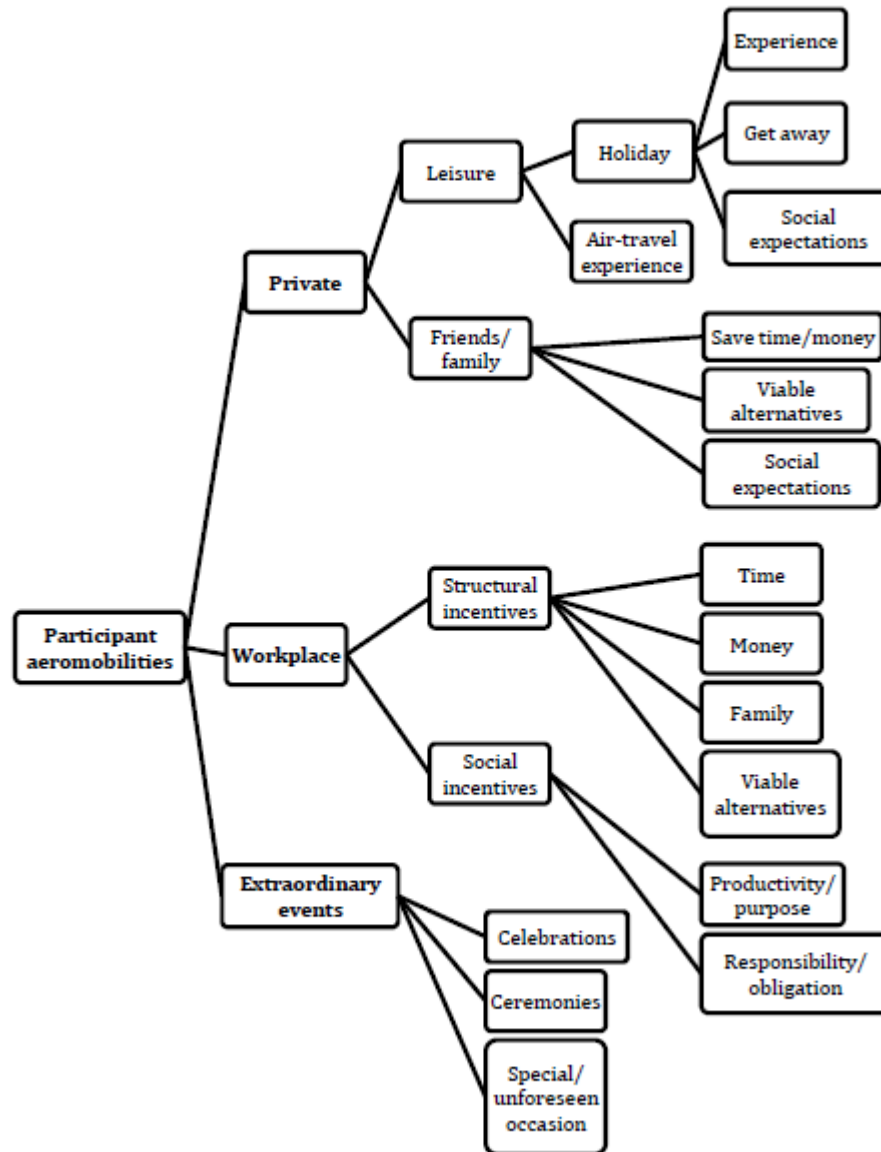 Experience
Get away
Holiday
Leisure
Social
expectations
Air-travel
experience
Private
Friends/
family
Save time/money
Viable
alternatives
Social
expectations
Structural
incentives
Time
Participant
aeromobilities
Workplace
Money
Family
Social
incentives
Viable
alternatives
Extraordinary
events
Productivity/
purpose
Celebrations
Responsibility/
obligation
Ceremonies
Special/
unforeseen
occasion